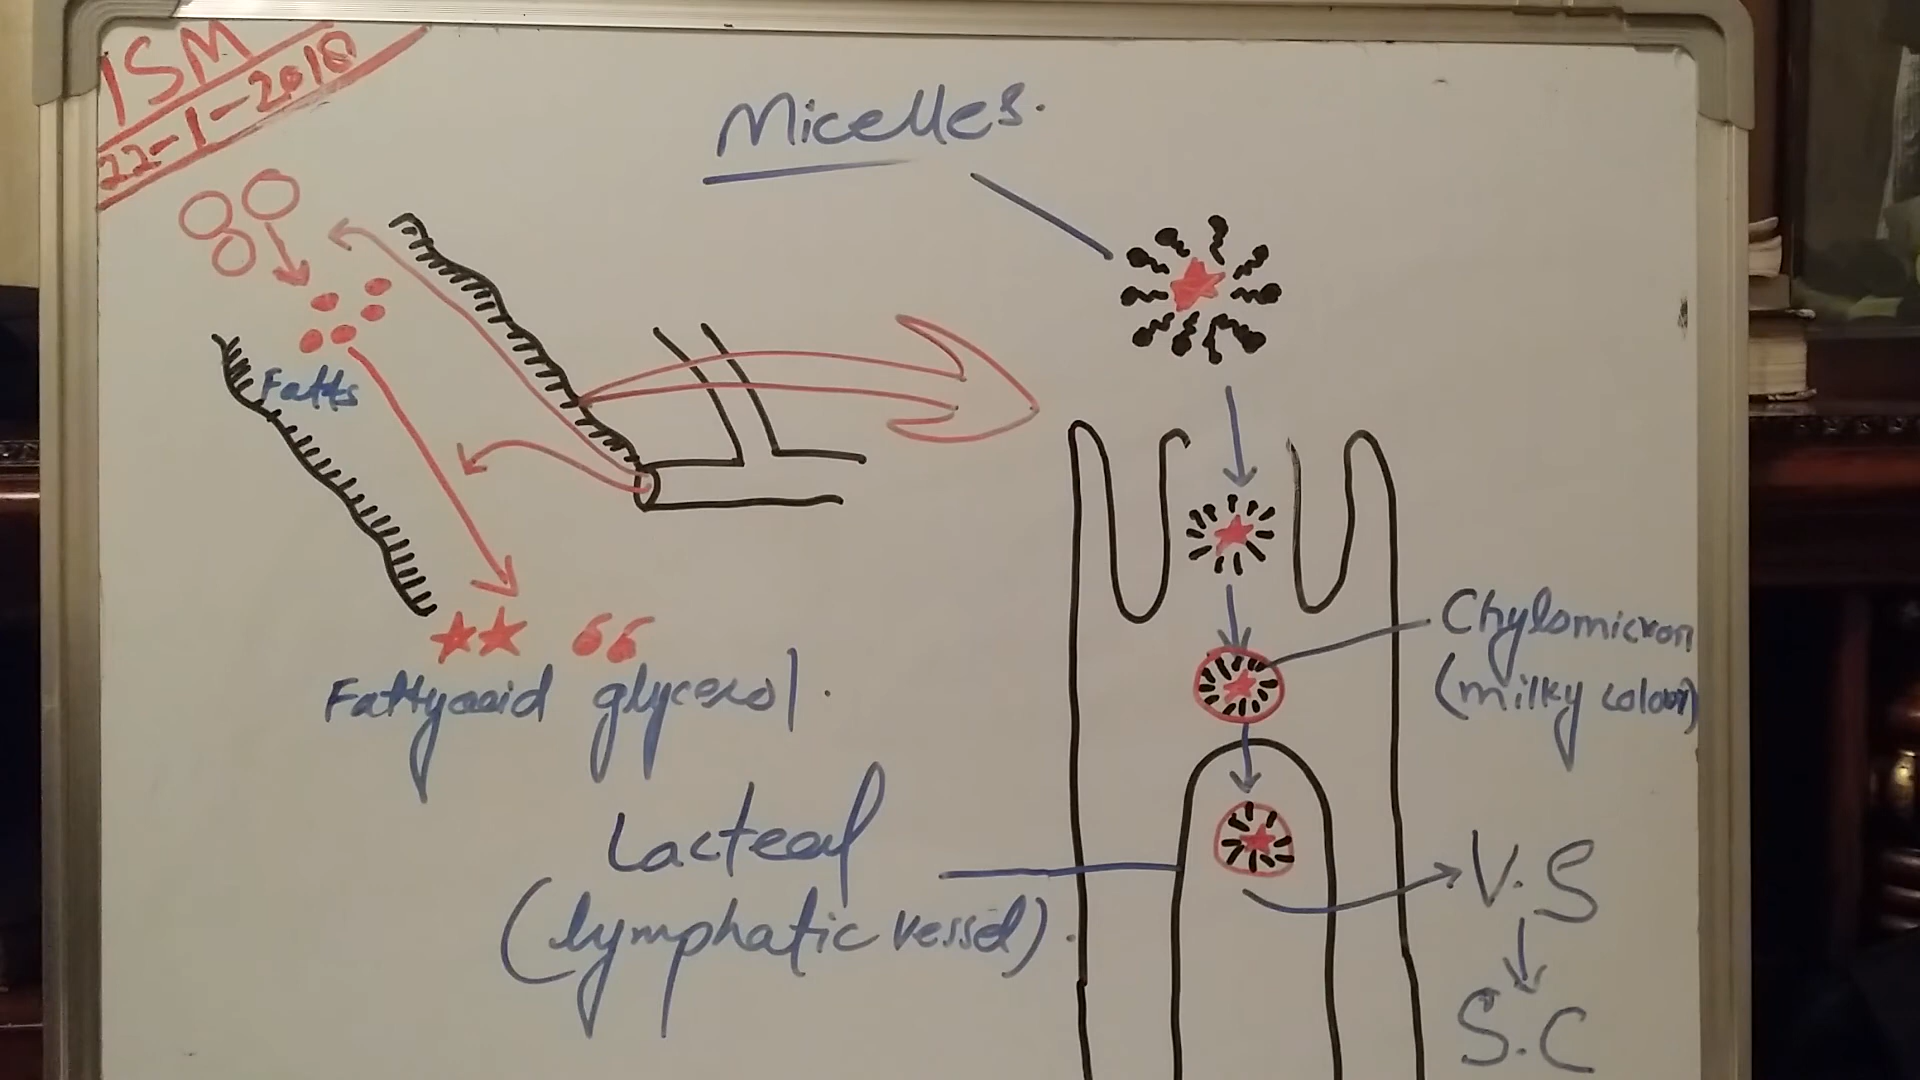 ISM
22-1-2018
Micelles.
Fatts
Fattyacid glycerol.
Chylomicron
(milky colour)
Lacteal
(lymphatic vessel).
V.S
S.C